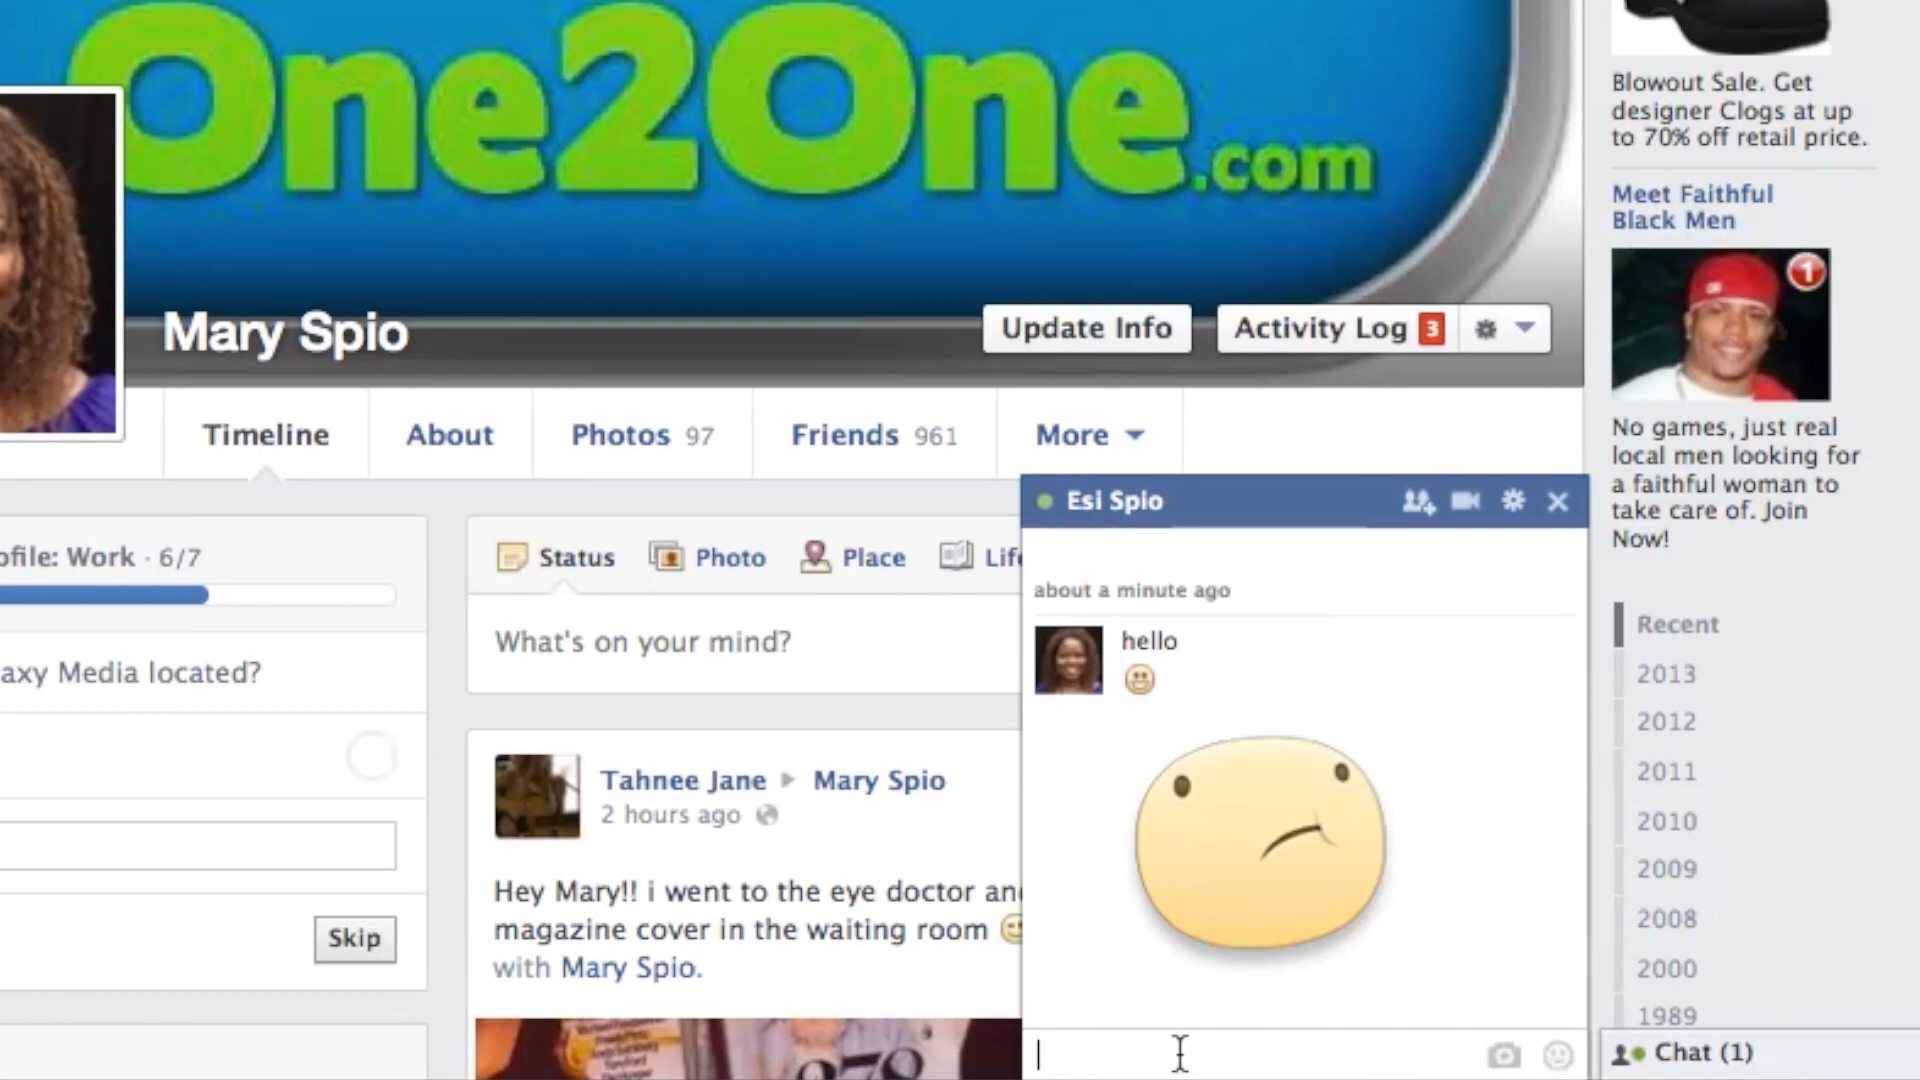 One2One.com
Mary Spio
Update Info
Activity Log 3
Timeline
About
Photos 97
Friends 961
More
ofile: Work · 6/7
axy Media located?
Skip
Status
Photo
Place
Life
What's on your mind?
Tahnee Jane
Mary Spio
2 hours ago
Hey Mary!! i went to the eye doctor an
magazine cover in the waiting room
with Mary Spio.
Esi Spio
about a minute ago
hello
Blowout Sale. Get
designer Clogs at up
to 70% off retail price.
Meet Faithful
Black Men
1
No games, just real
local men looking for
a faithful woman to
take care of. Join
Now!
Recent
2013
2012
2011
2010
2009
2008
2000
1989
Chat (1)